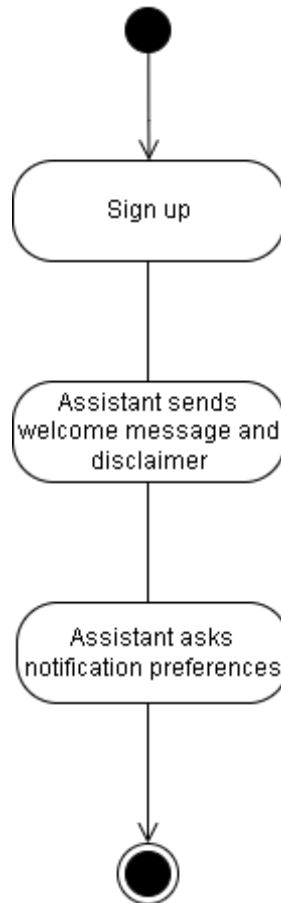 Sign up
Assistant sends
welcome message and
disclaimer
Assistant asks
notification preferences